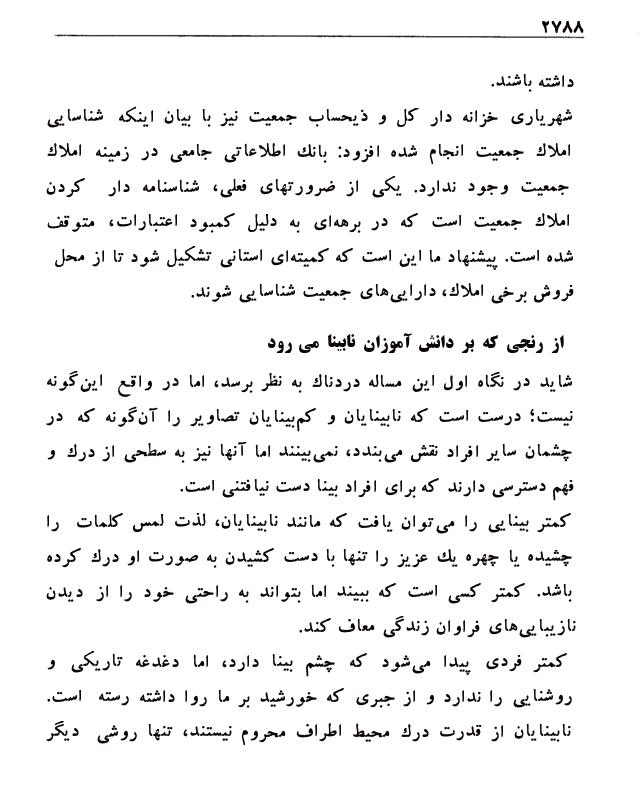 ۲۷۸۸
داشته باشند.
شهریاری خزانه دار کل و ذیحساب جمعیت نیز با بیان اینکه شناسایی
املاك جمعیت انجام شده افزود: بانك اطلاعاتی جامعی در زمینه املاك
جمعیت وجود ندارد. یکی از ضرورتهای فعلی، شناسنامه دار کردن
املاك جمعیت است که در برهه‌ای به دلیل کمبود اعتبارات، متوقف
شده است. پیشنهاد ما این است که کمیته‌ای استانی تشکیل شود تا از محل
فروش برخی املاك، دارایی‌های جمعیت شناسایی شوند.
از رنجی که بر دانش آموزان نابینا می رود
شاید در نگاه اول این مساله دردناك به نظر برسد، اما در واقع این‌گونه
نیست؛ درست است که نابینایان و کم‌بینایان تصاویر را آن‌گونه که در
چشمان سایر افراد نقش می‌بندد، نمی‌بینند اما آنها نیز به سطحی از درك و
فهم دسترسی دارند که برای افراد بینا دست نیافتنی است.
کمتر بینایی را می‌توان یافت که مانند نابینایان، لذت لمس کلمات را
چشیده یا چهره یك عزیز را تنها با دست کشیدن به صورت او درك کرده
باشد. کمتر کسی است که ببیند اما بتواند به راحتی خود را از دیدن
نازیبایی‌های فراوان زندگی معاف کند.
کمتر فردی پیدا می‌شود که چشم بینا دارد، اما دغدغه تاریکی و
روشنایی را ندارد و از جبری که خورشید بر ما روا داشته رسته است.
نابینایان از قدرت درك محیط اطراف محروم نیستند، تنها روشی دیگر